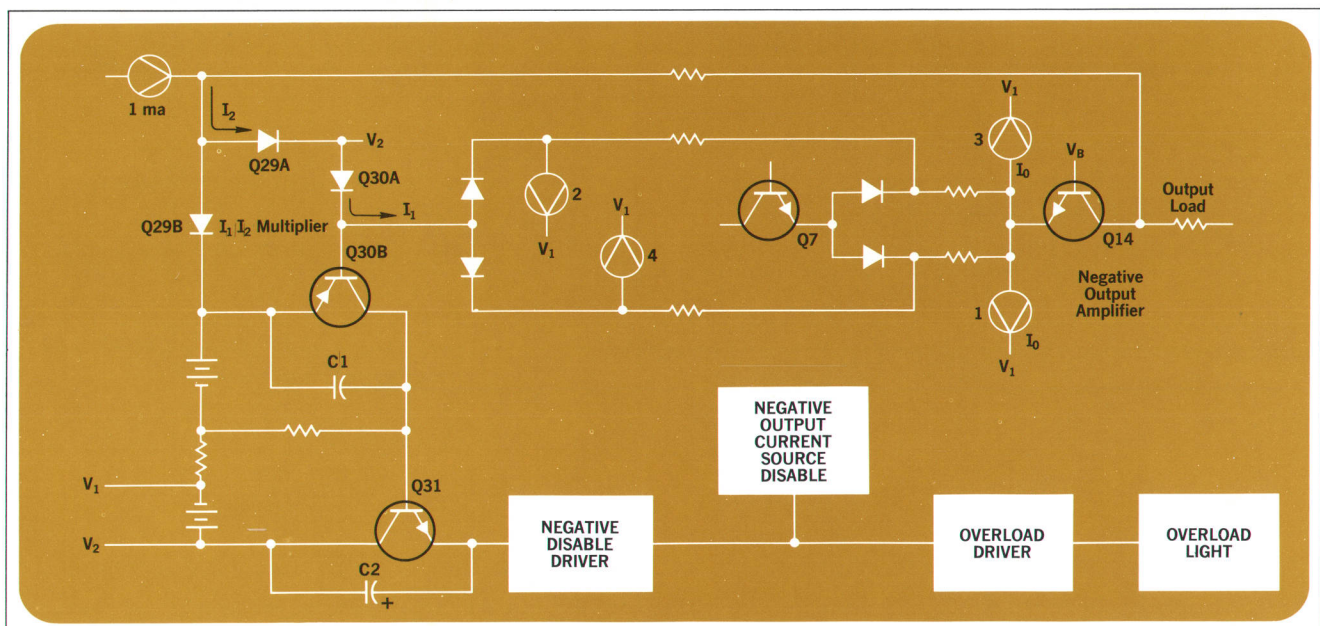 1 ma
I₂
Q29A
V₂
Q30A
I₁
Q29B
I₁ I₂ Multiplier
Q30B
C1
2
V₁
V₁
4
Q7
V₁
3
I₀
V_B
Q14
Output
Load
Negative
Output
Amplifier
1
I₀
V₁
V₁
V₂
Q31
C2
+
NEGATIVE
DISABLE
DRIVER
NEGATIVE
OUTPUT
CURRENT
SOURCE
DISABLE
OVERLOAD
DRIVER
OVERLOAD
LIGHT